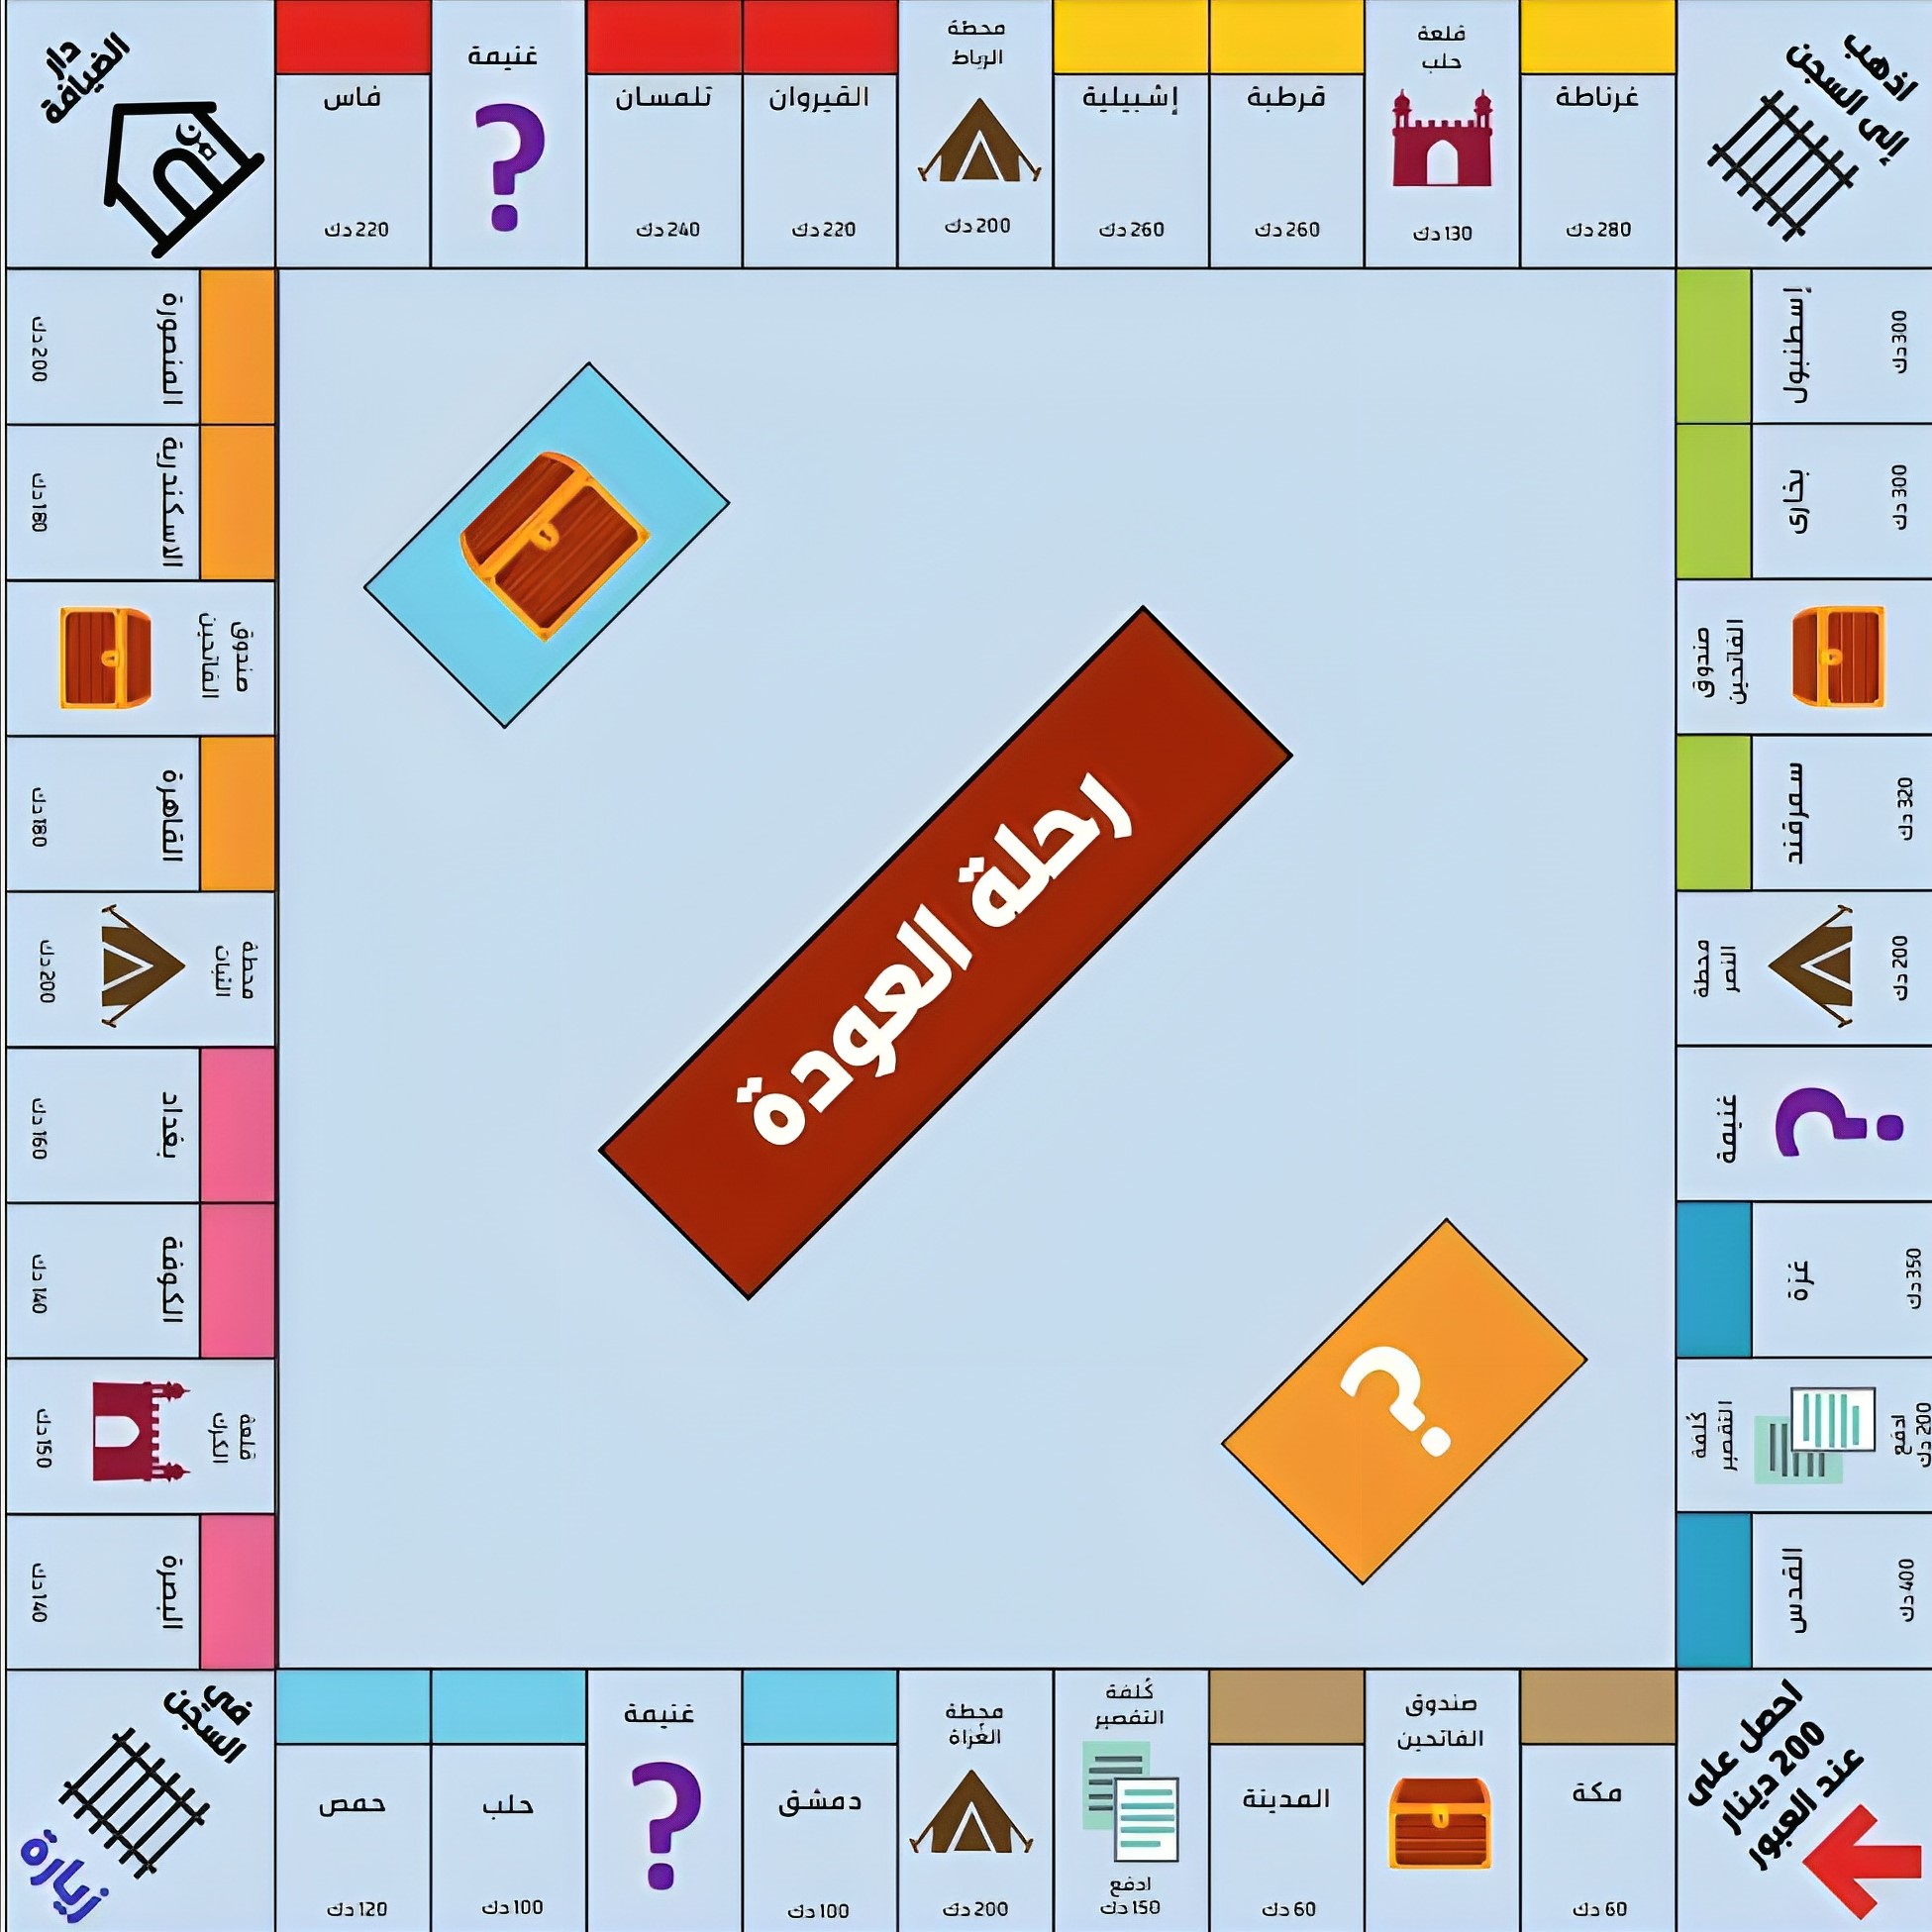 دار
الضيافة
فاس
220 دك
غنيمة
تلمسان
240 دك
القيروان
220 دك
محطة
الرباط
200 دك
إشبيلية
260 دك
قرطبة
260 دك
قلعة
حلب
130 دك
غرناطة
280 دك
اذهب
إلى السجن
إسطنبول
300 دك
بخارى
300 دك
صندوق
الفاتحين
سمرقند
320 دك
محطة
النصر
200 دك
غنيمة
غزة
350 دك
كُلفة
التقصير
ادفع
200 دك
القدس
400 دك
احصل على
200 دينار
عند العبور
مكة
60 دك
صندوق
الفاتحين
المدينة
60 دك
كُلفة
التقصير
ادفع
150 دك
محطة
الغُزاة
200 دك
دمشق
100 دك
غنيمة
حلب
100 دك
حمص
120 دك
في
السجن
زيارة
البصرة
140 دك
قلعة
الكرك
150 دك
الكوفة
140 دك
بغداد
160 دك
محطة
الثبات
200 دك
القاهرة
180 دك
صندوق
الفاتحين
الاسكندرية
180 دك
المنصورة
200 دك
رحلة العودة